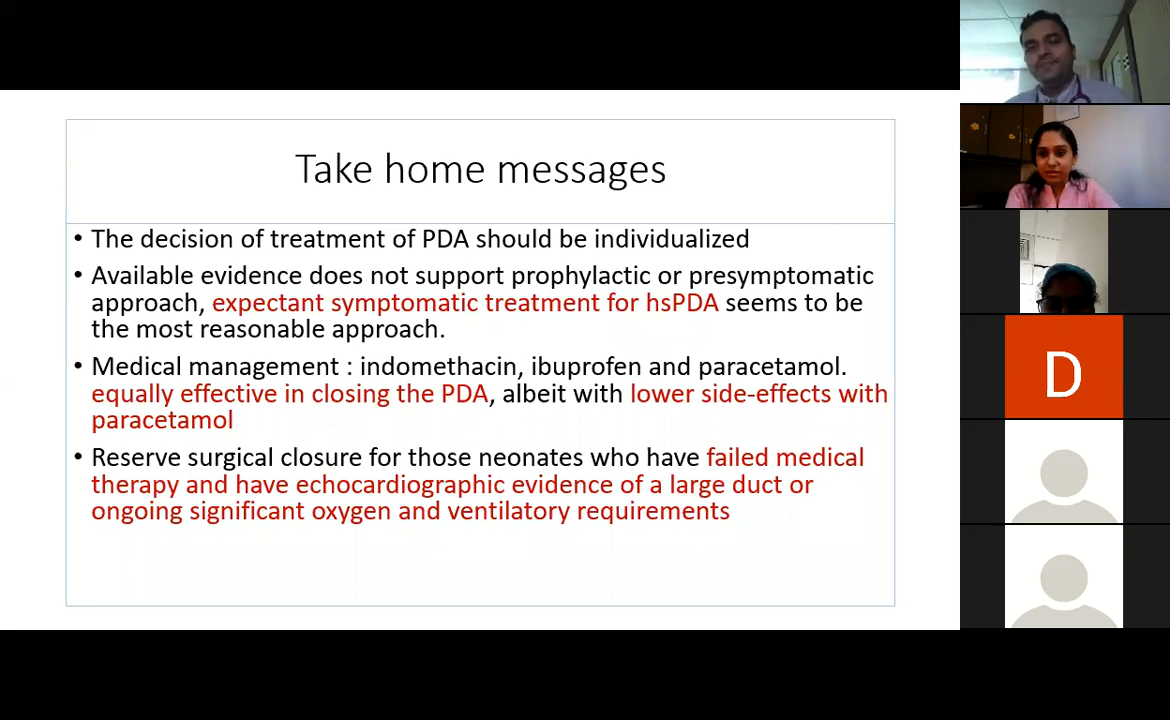 Take home messages
• The decision of treatment of PDA should be individualized
• Available evidence does not support prophylactic or presymptomatic
approach, expectant symptomatic treatment for hsPDA seems to be
the most reasonable approach.
• Medical management : indomethacin, ibuprofen and paracetamol.
equally effective in closing the PDA, albeit with lower side-effects with
paracetamol
• Reserve surgical closure for those neonates who have failed medical
therapy and have echocardiographic evidence of a large duct or
ongoing significant oxygen and ventilatory requirements
D